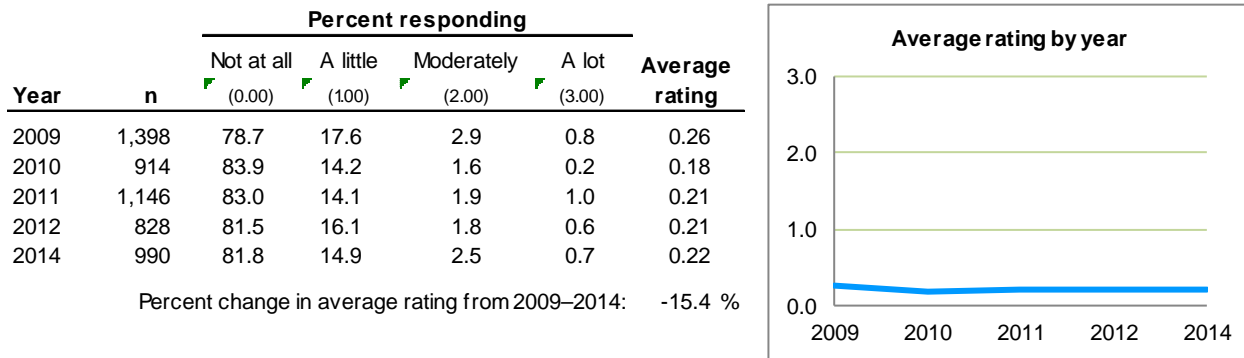 Percent responding
Not at all A little Moderately A lot Average
Year n (0.00) (1.00) (2.00) (3.00) rating
2009 1,398 78.7 17.6 2.9 0.8 0.26
2010 914 83.9 14.2 1.6 0.2 0.18
2011 1,146 83.0 14.1 1.9 1.0 0.21
2012 828 81.5 16.1 1.8 0.6 0.21
2014 990 81.8 14.9 2.5 0.7 0.22
Percent change in average rating from 2009–2014: -15.4 %
Average rating by year
3.0
2.0
1.0
0.0
2009 2010 2011 2012 2014